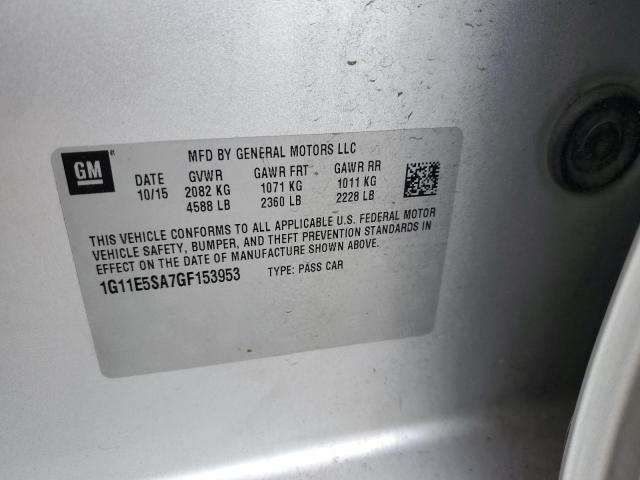 GM
MFD BY GENERAL MOTORS LLC
DATE GVWR GAWR FRT GAWR RR
10/15 2082 KG 1071 KG 1011 KG
4588 LB 2360 LB 2228 LB
THIS VEHICLE CONFORMS TO ALL APPLICABLE U.S. FEDERAL MOTOR
VEHICLE SAFETY, BUMPER, AND THEFT PREVENTION STANDARDS IN
EFFECT ON THE DATE OF MANUFACTURE SHOWN ABOVE.
1G11E5SA7GF153953 TYPE: PASS CAR